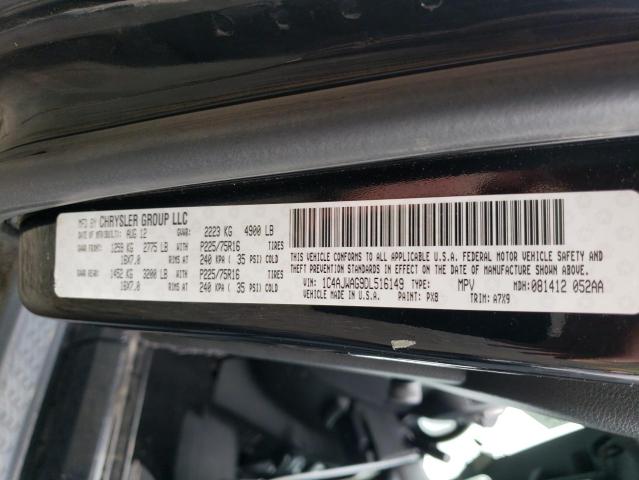 MFD BY CHRYSLER GROUP LLC
DATE OF MFR/BUILT: AUG 12 GVWR: 2223 KG 4900 LB
GAWR FRONT: 1259 KG 2775 LB WITH P225/75R16 TIRES
16X7.0 RIMS AT 240 KPA ( 35 PSI) COLD
GAWR REAR: 1452 KG 3200 LB WITH P225/75R16 TIRES
16X7.0 RIMS AT 240 KPA ( 35 PSI) COLD
THIS VEHICLE CONFORMS TO ALL APPLICABLE U.S.A. FEDERAL MOTOR VEHICLE SAFETY AND
THEFT PREVENTION STANDARDS IN EFFECT ON THE DATE OF MANUFACTURE SHOWN ABOVE.
VIN: 1C4AJWAG9DL516149 TYPE: MPV MDH: 081412 052AA
VEHICLE MADE IN U.S.A. PAINT: PX8 TRIM: A7X9